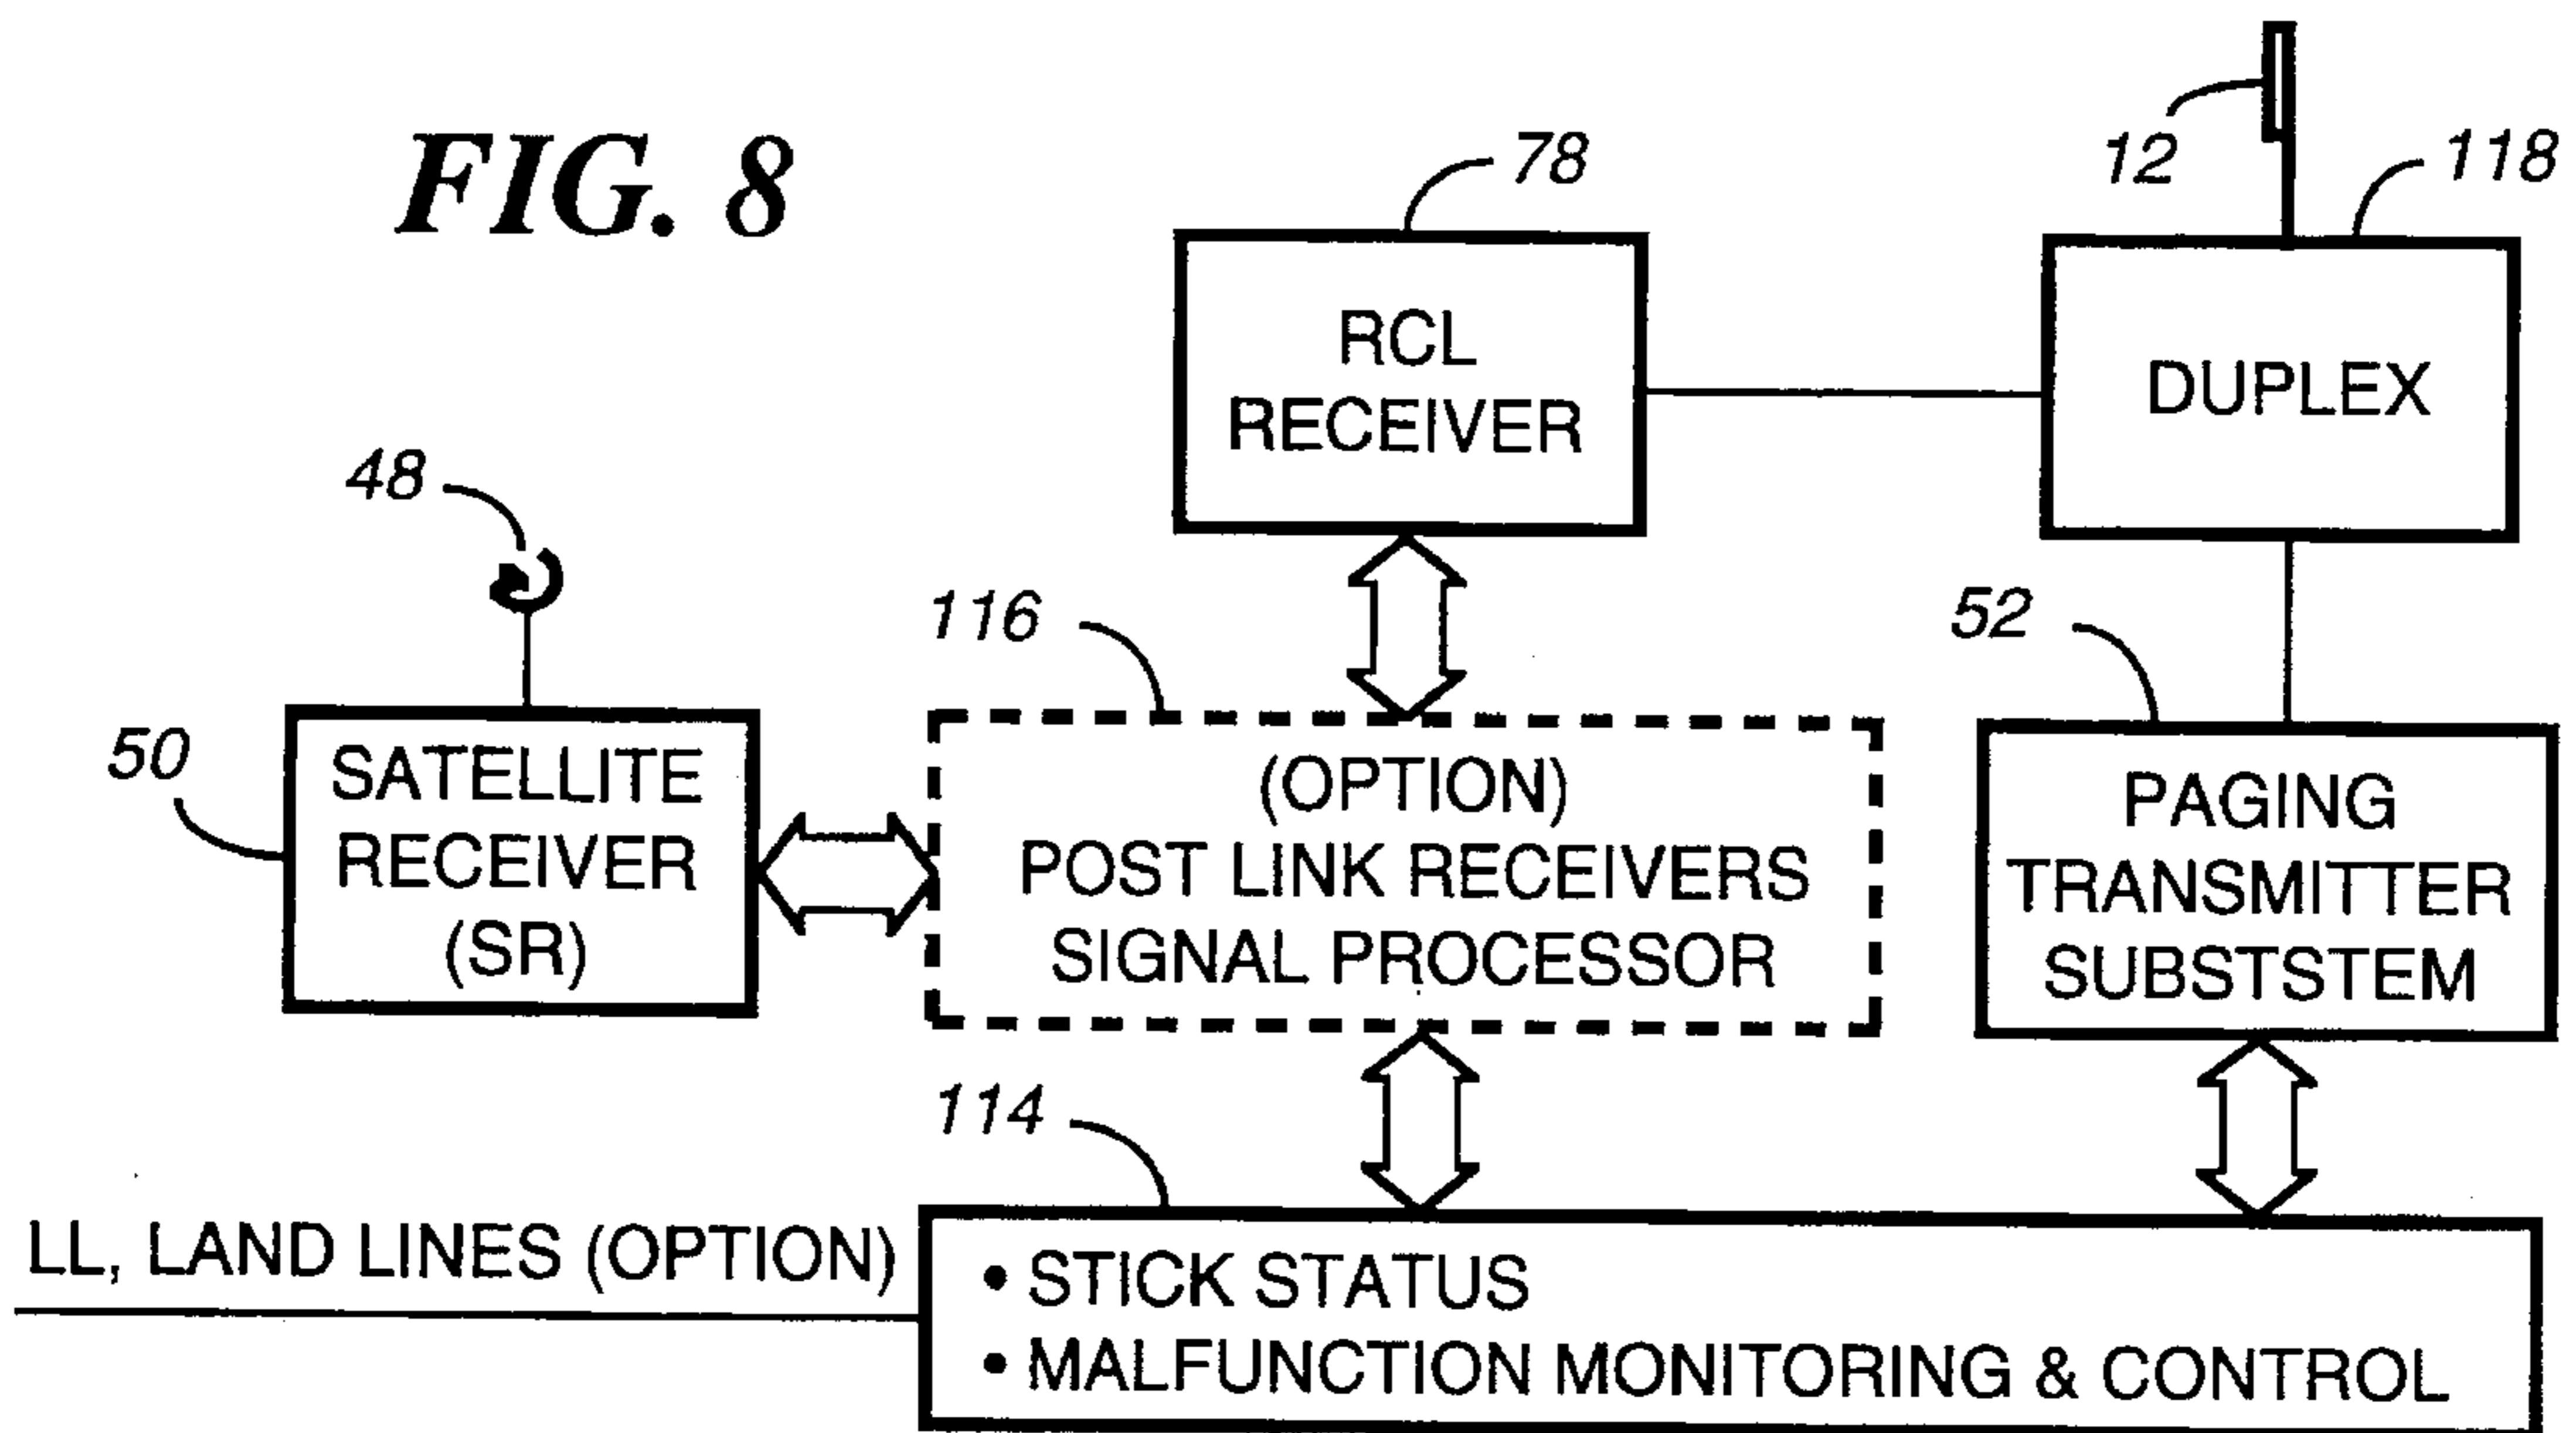 FIG. 8
12
118
78
RCL
RECEIVER
DUPLEX
48
116
52
50
SATELLITE
RECEIVER
(SR)
(OPTION)
POST LINK RECEIVERS
SIGNAL PROCESSOR
PAGING
TRANSMITTER
SUBSTSTEM
114
LL, LAND LINES (OPTION)
• STICK STATUS
• MALFUNCTION MONITORING & CONTROL